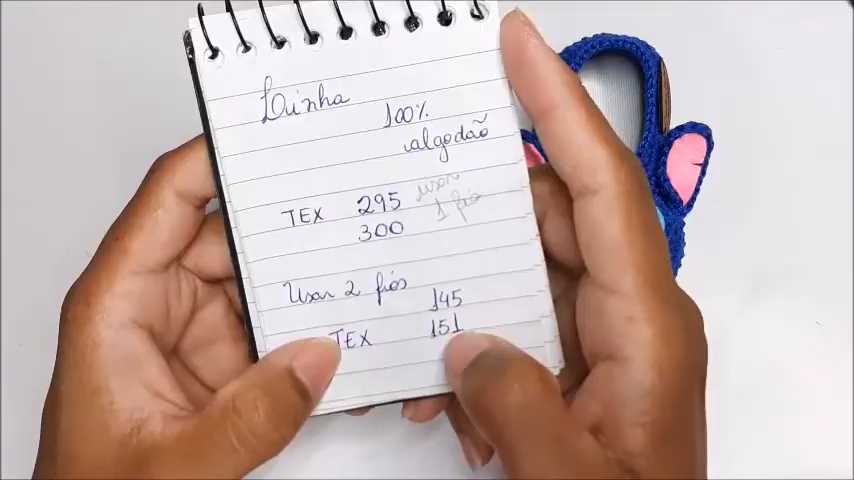 Linha
100%
algodão
TEX 295 usar
300 1 fio
Usar 2 fios
145
TEX 151